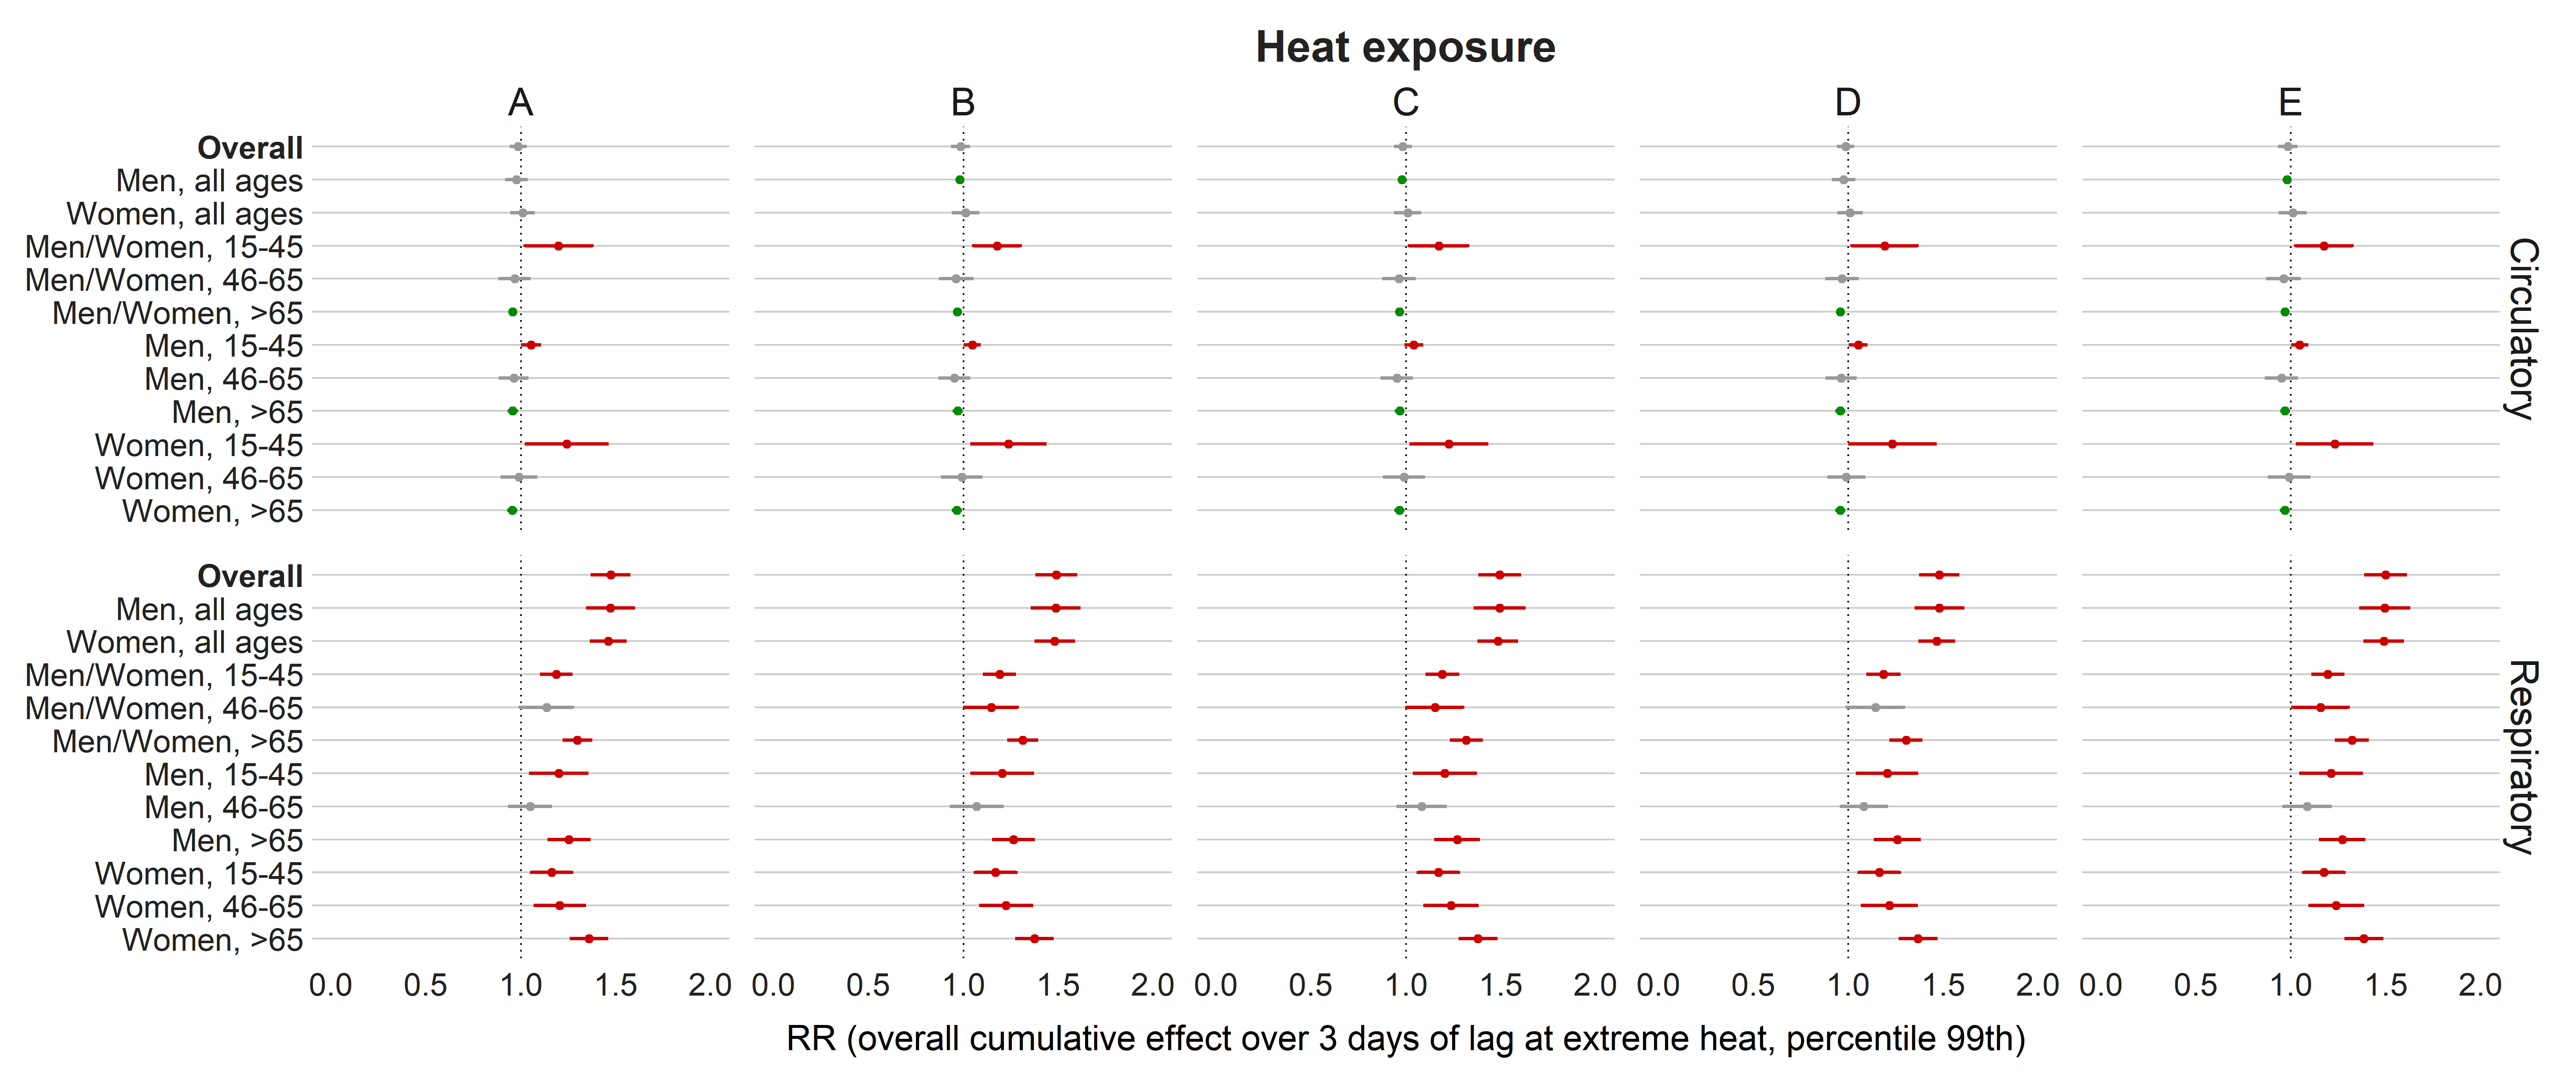 Heat exposure
A B C D E
Overall
Men, all ages
Women, all ages
Men/Women, 15-45
Men/Women, 46-65
Men/Women, >65
Men, 15-45
Men, 46-65
Men, >65
Women, 15-45
Women, 46-65
Women, >65
Circulatory
Overall
Men, all ages
Women, all ages
Men/Women, 15-45
Men/Women, 46-65
Men/Women, >65
Men, 15-45
Men, 46-65
Men, >65
Women, 15-45
Women, 46-65
Women, >65
Respiratory
0.0 0.5 1.0 1.5 2.0 0.0 0.5 1.0 1.5 2.0 0.0 0.5 1.0 1.5 2.0 0.0 0.5 1.0 1.5 2.0 0.0 0.5 1.0 1.5 2.0
RR (overall cumulative effect over 3 days of lag at extreme heat, percentile 99th)